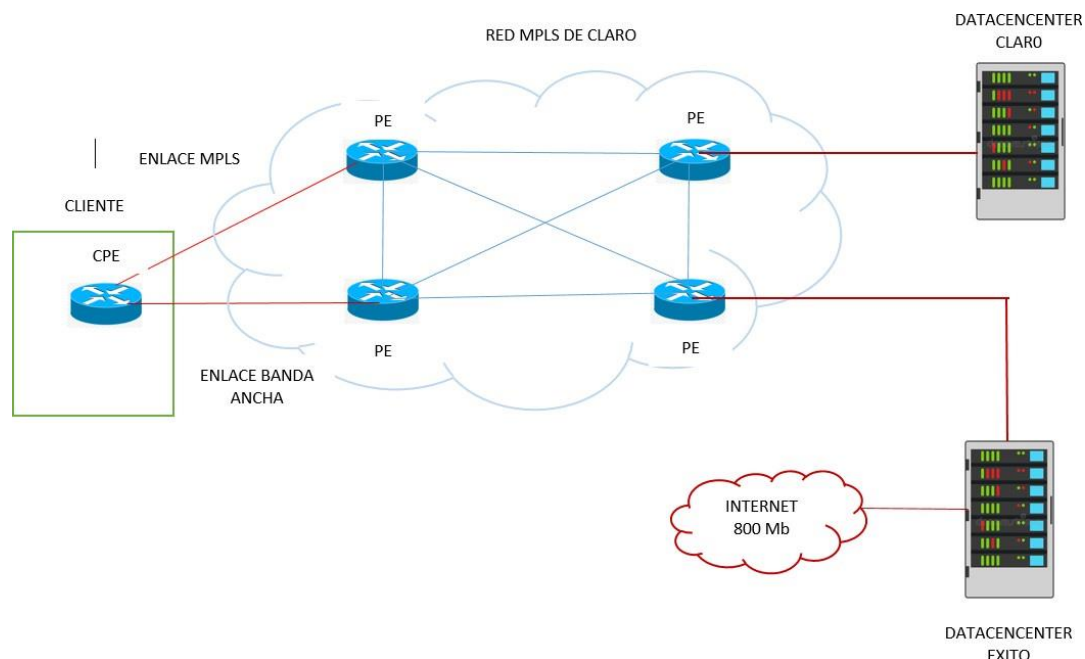 DATACENCENTER
CLAR0
RED MPLS DE CLARO
PE
PE
ENLACE MPLS
CLIENTE
CPE
PE
PE
ENLACE BANDA
ANCHA
INTERNET
800 Mb
DATACENCENTER
EXITO